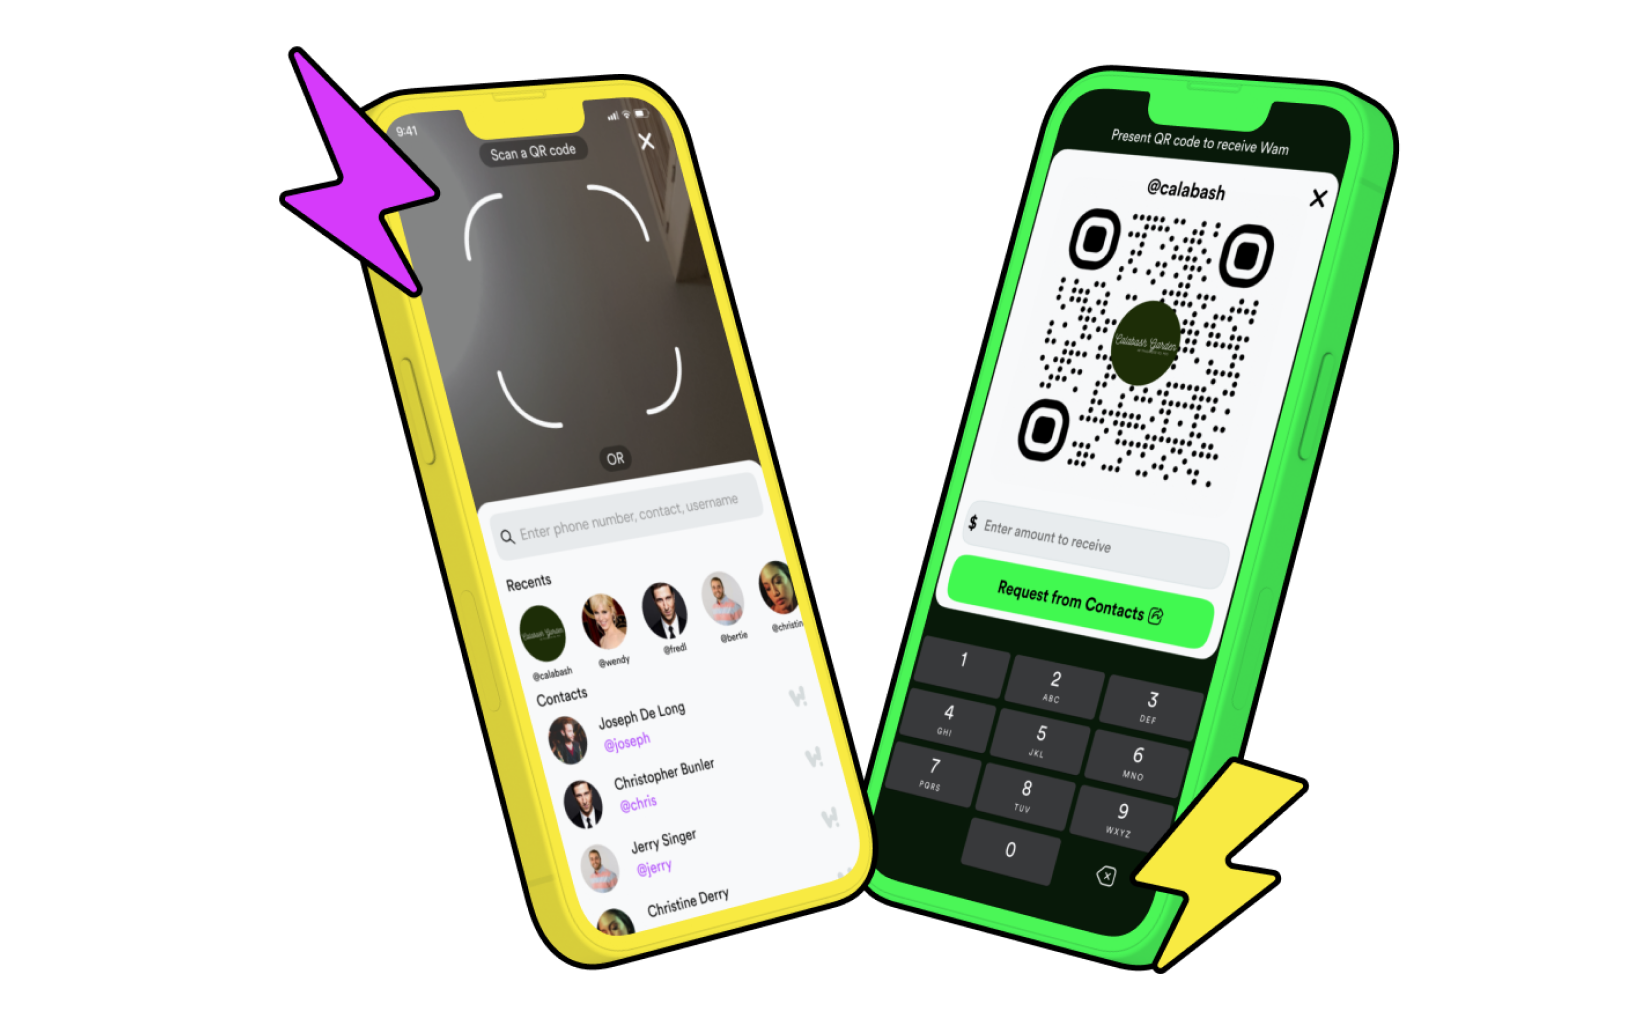 9:41
Scan a QR code
OR
Enter phone number, contact, username
Recents
@calabash
@wendy
@fredl
@bertie
@christin
Contacts
Joseph De Long
@joseph
Christopher Bunler
@chris
Jerry Singer
@jerry
Christine Derry
Present QR code to receive Wam
@calabash
Calabash Garden
$ Enter amount to receive
Request from Contacts
1
2
ABC
3
DEF
4
GHI
5
JKL
6
MNO
7
PQRS
8
TUV
9
WXYZ
0